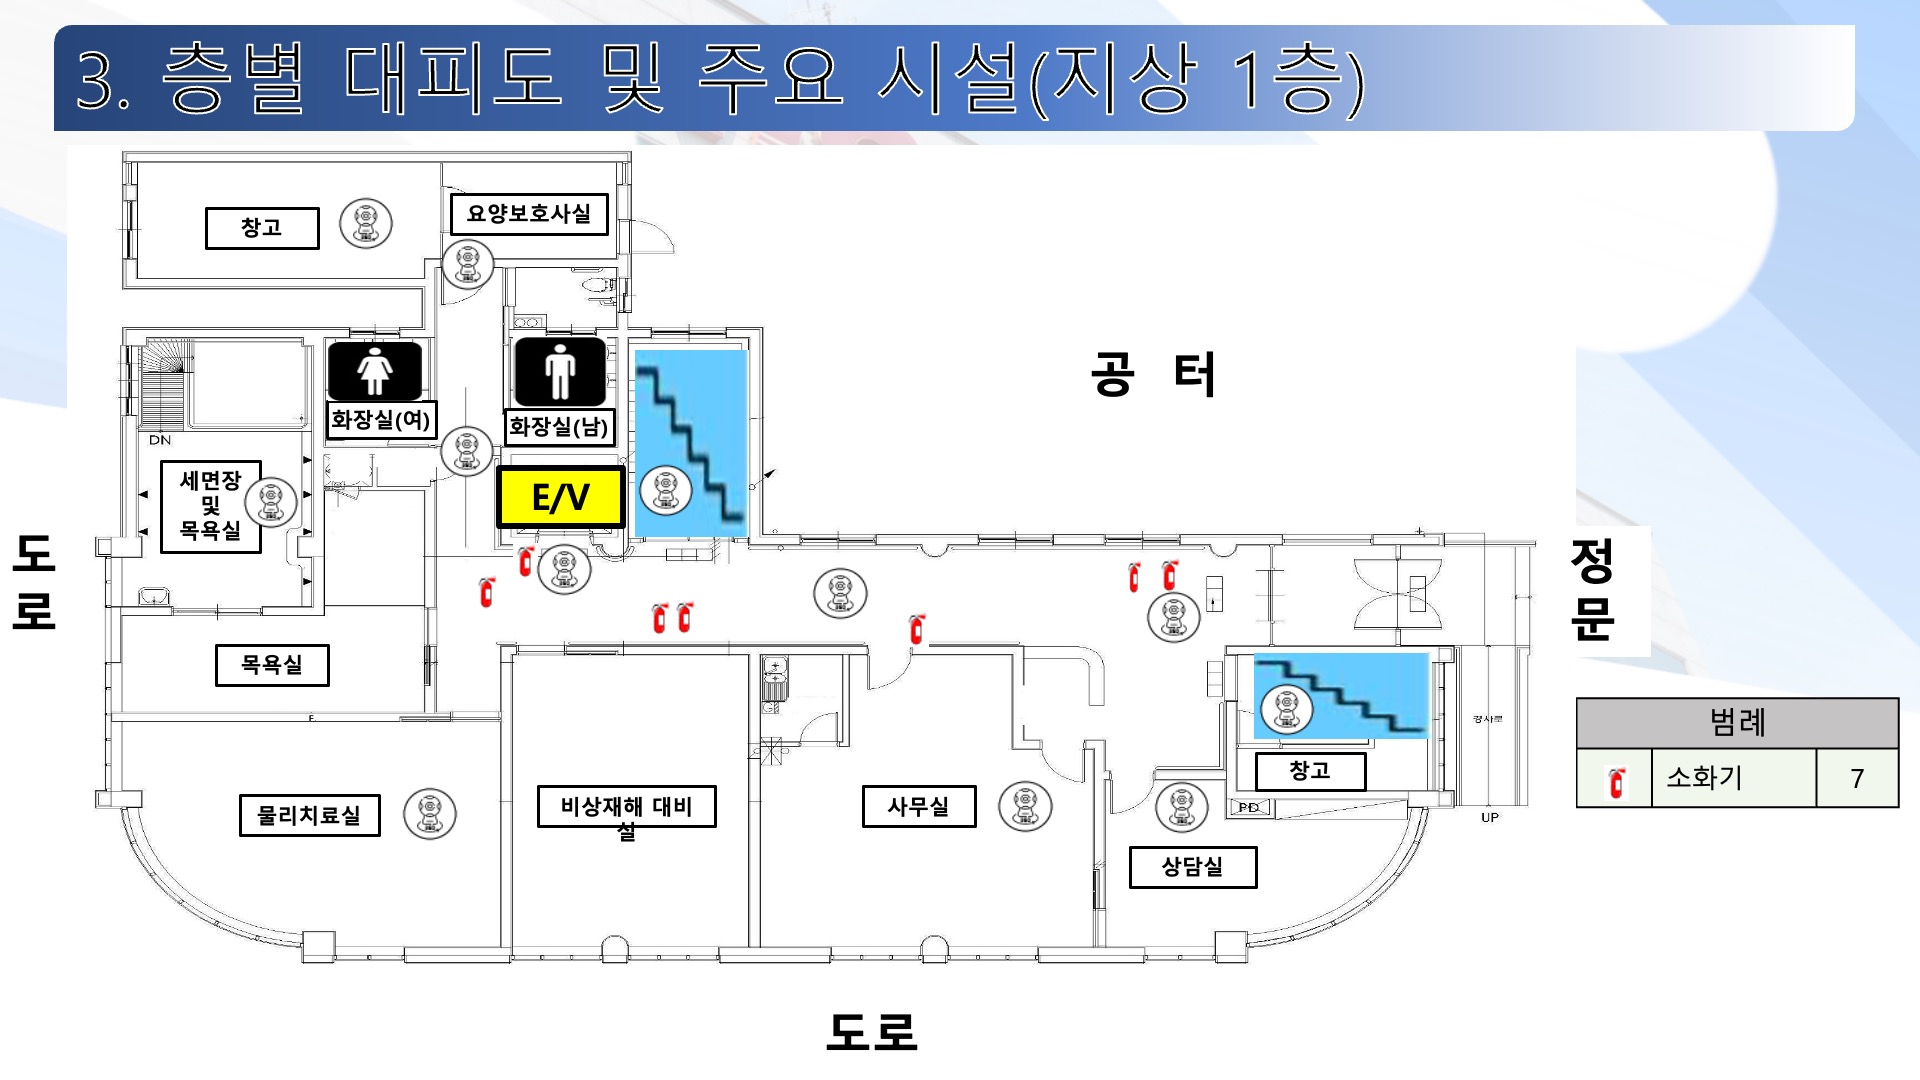 3. 층별 대피도 및 주요 시설(지상 1층)
창고
요양보호사실
공 터
화장실(여)
화장실(남)
DN
세면장
및
목욕실
E/V
도
로
정
문
목욕실
범례
소화기
7
경사로
창고
물리치료실
비상재해 대비
실
사무실
PD
UP
상담실
도로